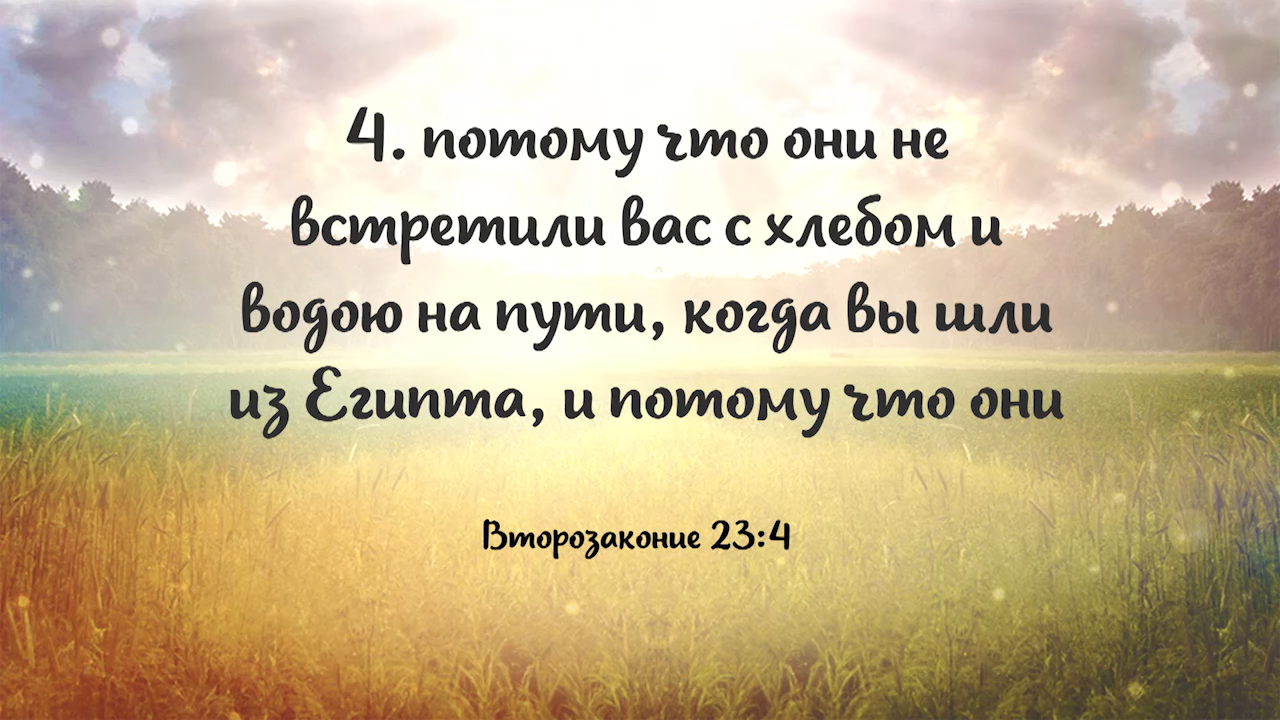 4. потому что они не
встретили вас с хлебом и
водою на пути, когда вы шли
из Египта, и потому что они
Второзаконие 23:4